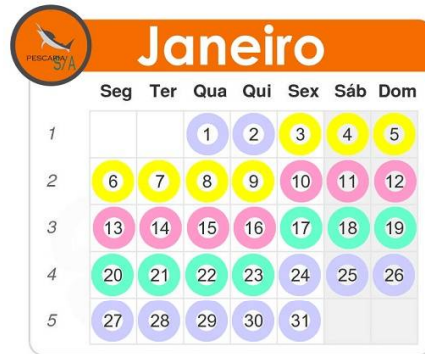 PESCARIA S/A
Janeiro
Seg Ter Qua Qui Sex Sáb Dom
1 1 2 3 4 5
2 6 7 8 9 10 11 12
3 13 14 15 16 17 18 19
4 20 21 22 23 24 25 26
5 27 28 29 30 31